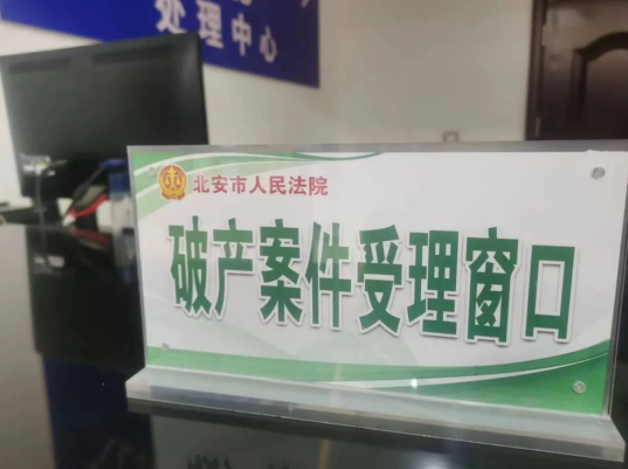 处理中心
北安市人民法院
破产案件受理窗口